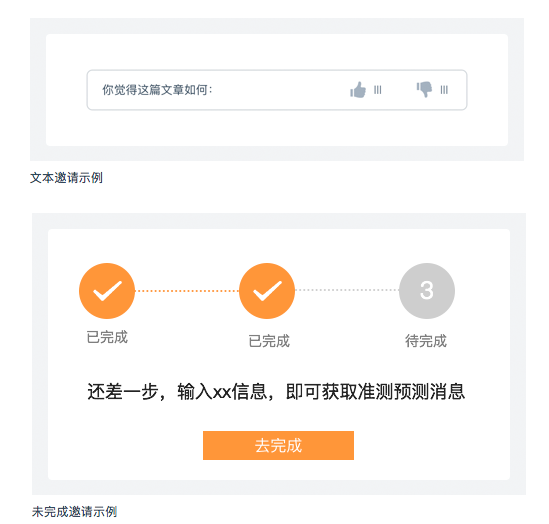 你觉得这篇文章如何：
文本邀请示例
3
已完成
已完成
待完成
还差一步，输入xx信息，即可获取准测预测消息
去完成
未完成邀请示例